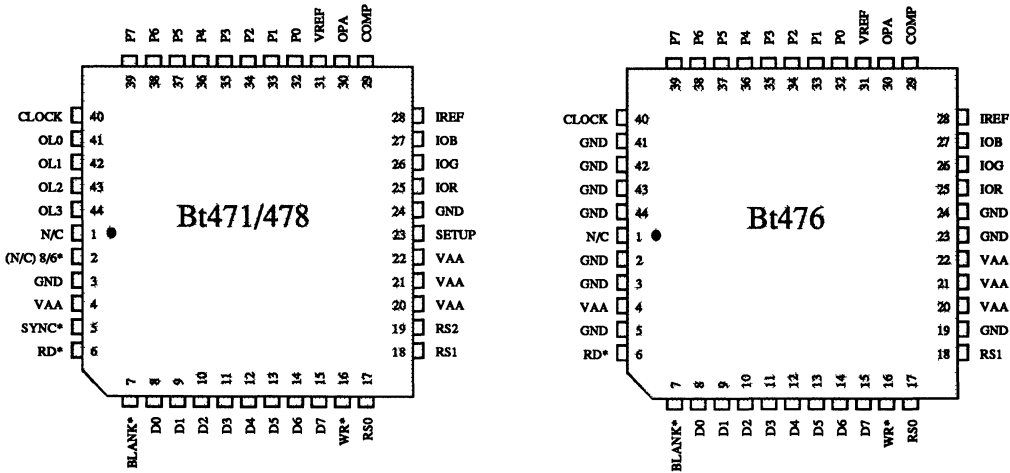 P7 P6 P5 P4 P3 P2 P1 P0 VREF OPA COMP
39 38 37 36 35 34 33 32 31 30 29
CLOCK 40 28 IREF
OL0 41 27 IOB
OL1 42 26 IOG
OL2 43 25 IOR
OL3 44 24 GND
Bt471/478
N/C 1 23 SETUP
(N/C) 8/6* 2 22 VAA
GND 3 21 VAA
VAA 4 20 VAA
SYNC* 5 19 RS2
RD* 6 18 RS1
7 8 9 10 11 12 13 14 15 16 17
BLANK* D0 D1 D2 D3 D4 D5 D6 D7 WR* RS0
P7 P6 P5 P4 P3 P2 P1 P0 VREF OPA COMP
39 38 37 36 35 34 33 32 31 30 29
CLOCK 40 28 IREF
GND 41 27 IOB
GND 42 26 IOG
GND 43 25 IOR
GND 44 24 GND
Bt476
N/C 1 23 GND
GND 2 22 VAA
GND 3 21 VAA
VAA 4 20 VAA
GND 5 19 GND
RD* 6 18 RS1
7 8 9 10 11 12 13 14 15 16 17
BLANK* D0 D1 D2 D3 D4 D5 D6 D7 WR* RS0